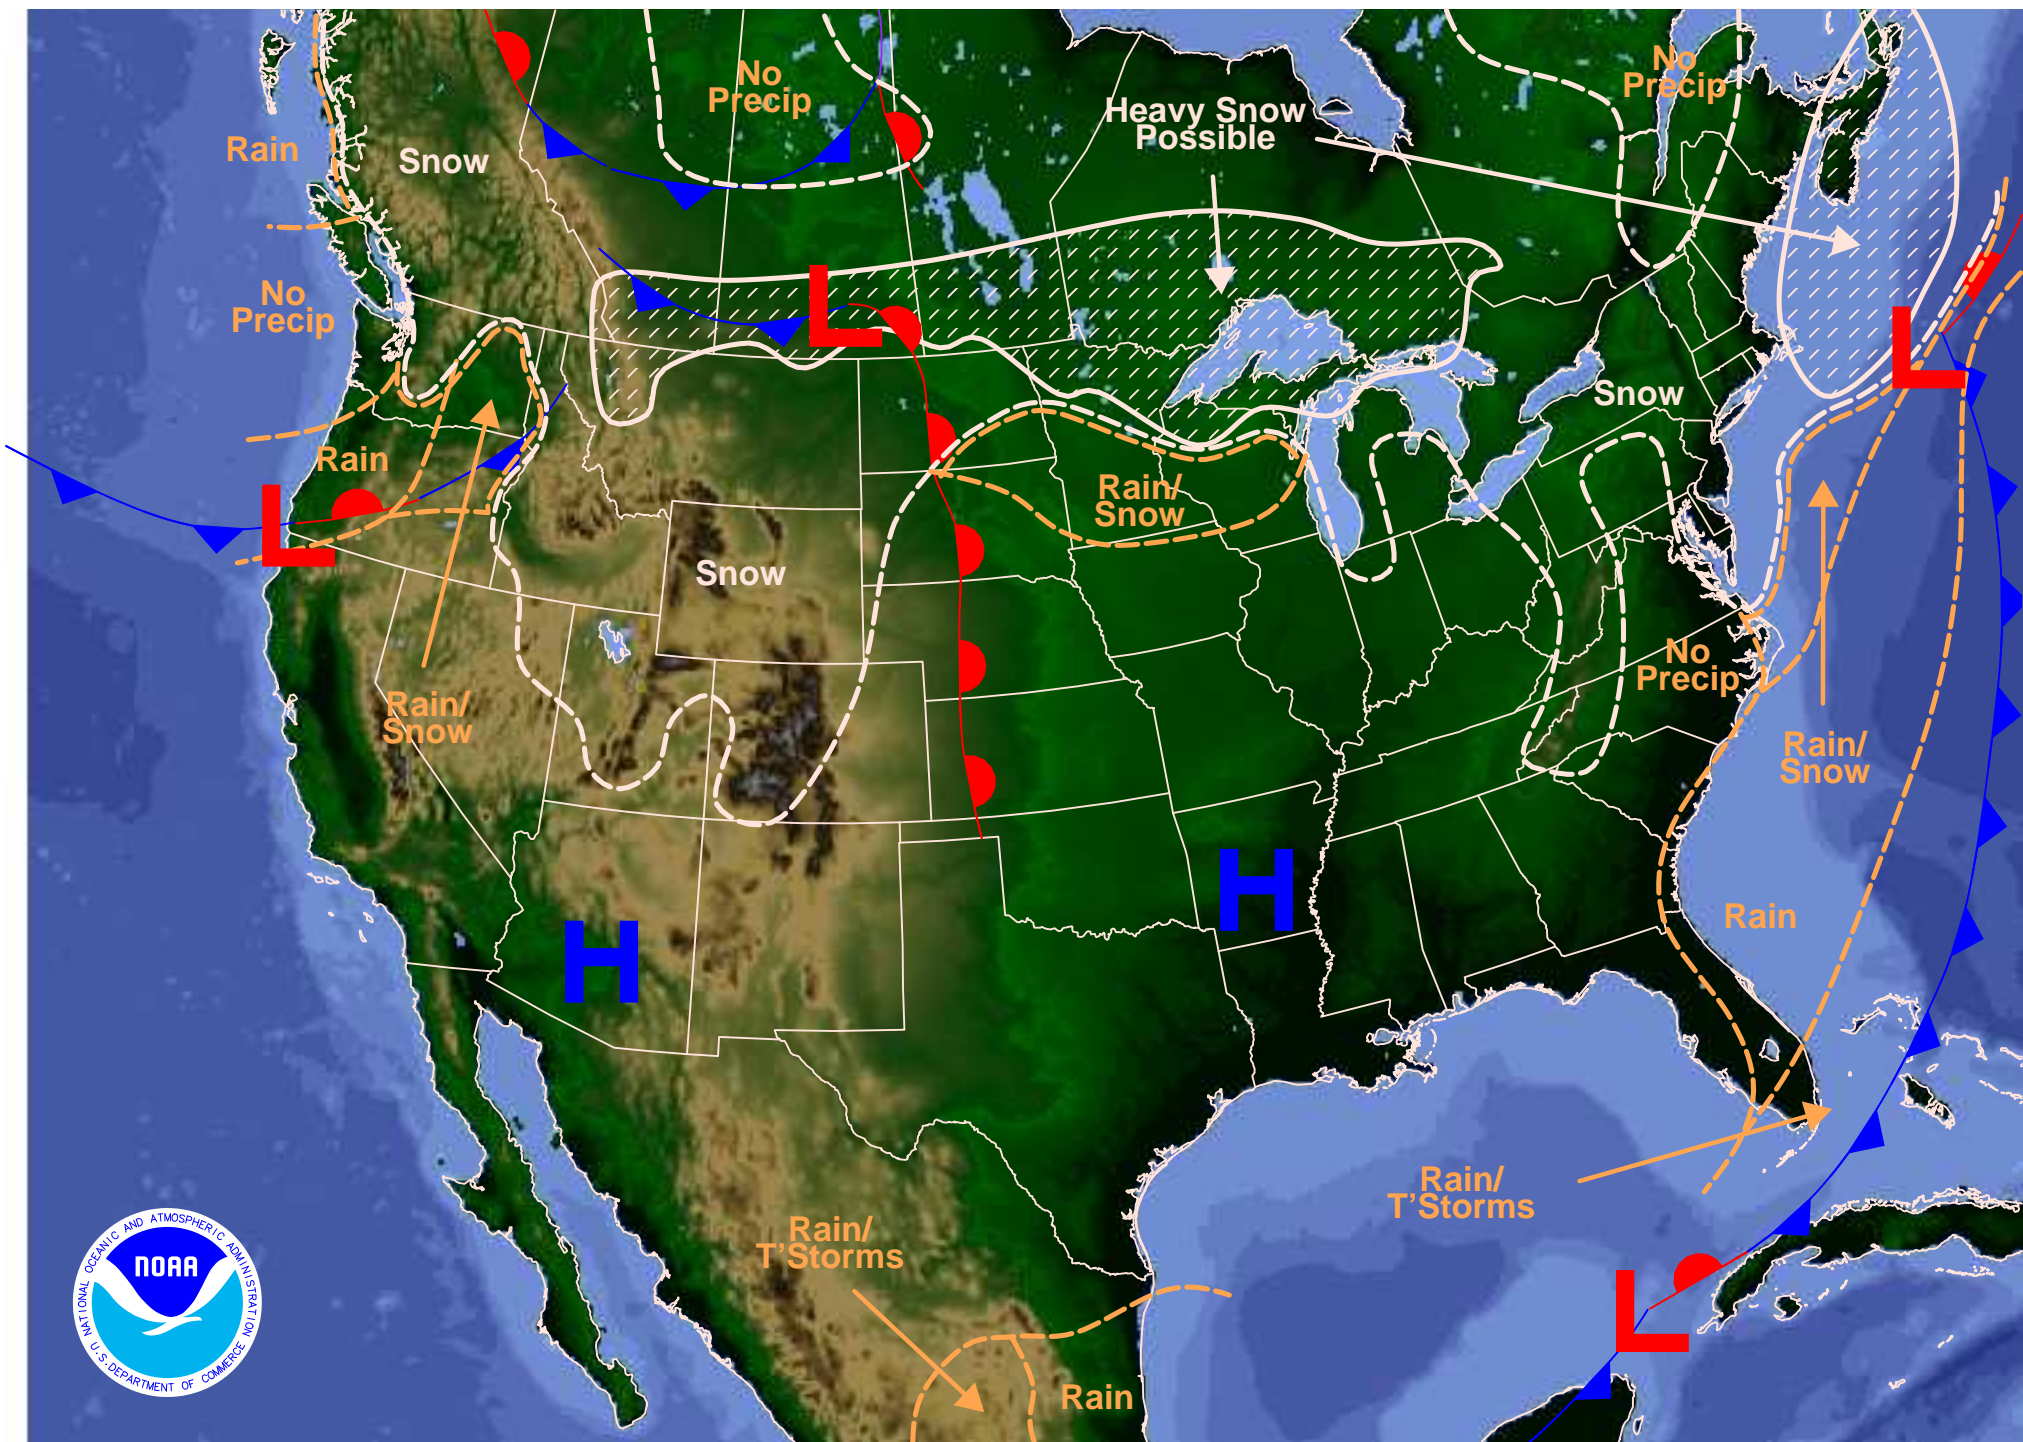 No
Precip
No
Precip
Heavy Snow
Possible
Rain
Snow
No
Precip
Snow
Rain
Rain/
Snow
Snow
No
Precip
Rain/
Snow
Rain/
Snow
Rain
Rain/
T'Storms
Rain/
T'Storms
Rain
L
L
L
L
H
H
NATIONAL OCEANIC AND ATMOSPHERIC ADMINISTRATION
NOAA
U.S. DEPARTMENT OF COMMERCE